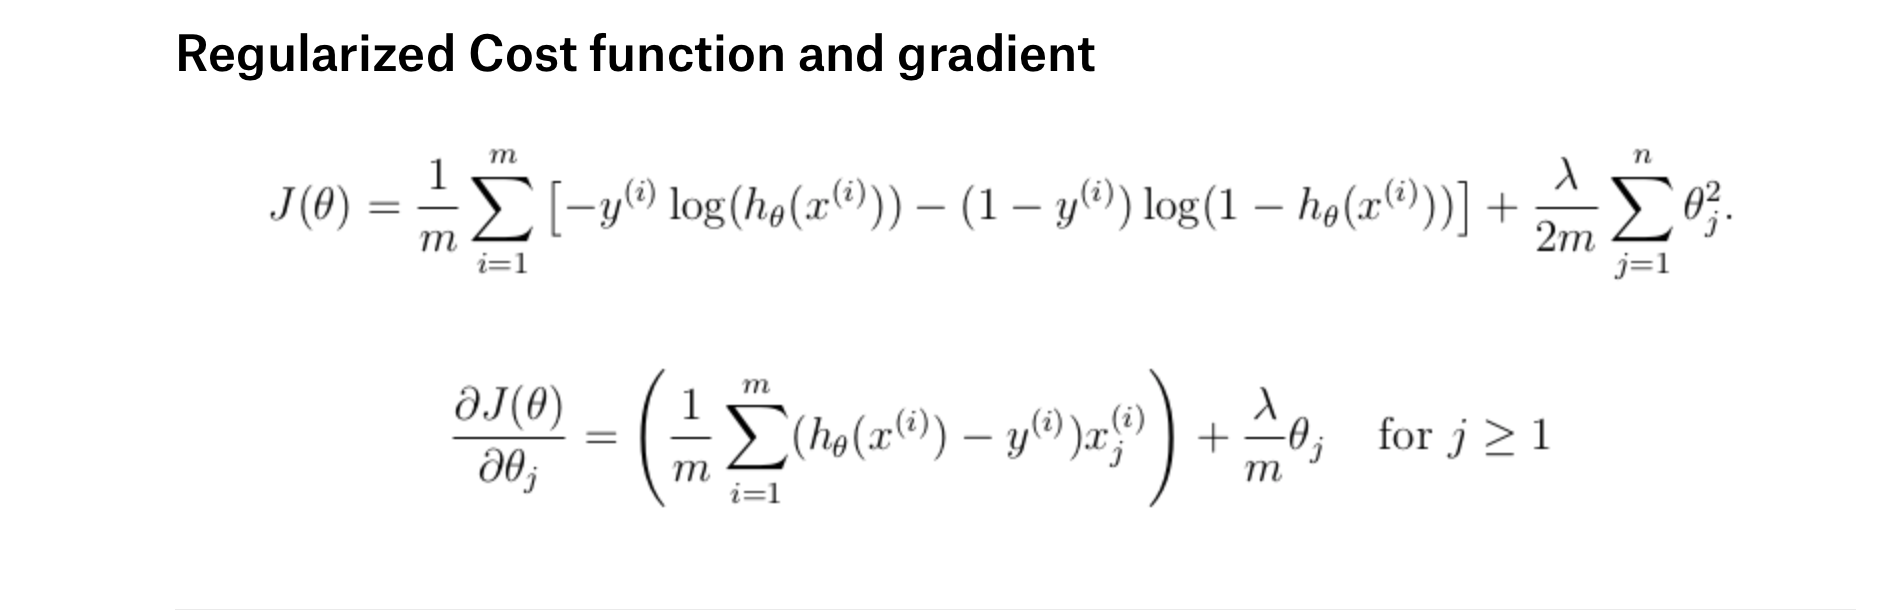 Regularized Cost function and gradient
$J(\theta) = \frac{1}{m} \sum_{i=1}^{m} \left[ -y^{(i)} \log(h_\theta(x^{(i)})) - (1 - y^{(i)}) \log(1 - h_\theta(x^{(i)})) \right] + \frac{\lambda}{2m} \sum_{j=1}^{n} \theta_j^2.$
$\frac{\partial J(\theta)}{\partial \theta_j} = \left( \frac{1}{m} \sum_{i=1}^{m} (h_\theta(x^{(i)}) - y^{(i)}) x_j^{(i)} \right) + \frac{\lambda}{m} \theta_j \quad \text{for } j \geq 1$